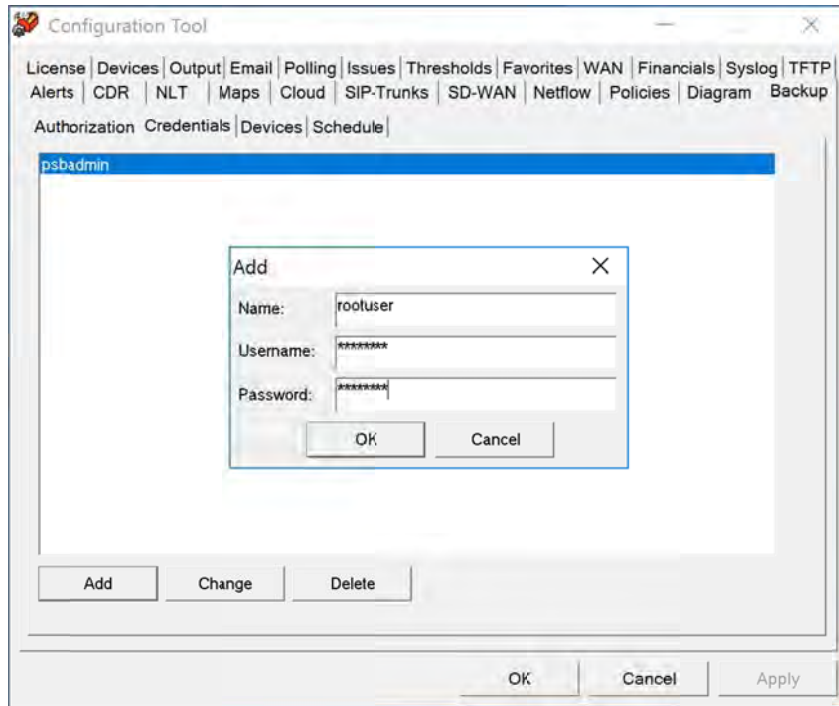 Configuration Tool
License Devices Output Email Polling Issues Thresholds Favorites WAN Financials Syslog TFTP
Alerts CDR NLT Maps Cloud SIP-Trunks SD-WAN Netflow Policies Diagram Backup
Authorization Credentials Devices Schedule
psbadmin
Add
Name: rootuser
Username: ********
Password: ********
OK Cancel
Add Change Delete
OK Cancel Apply